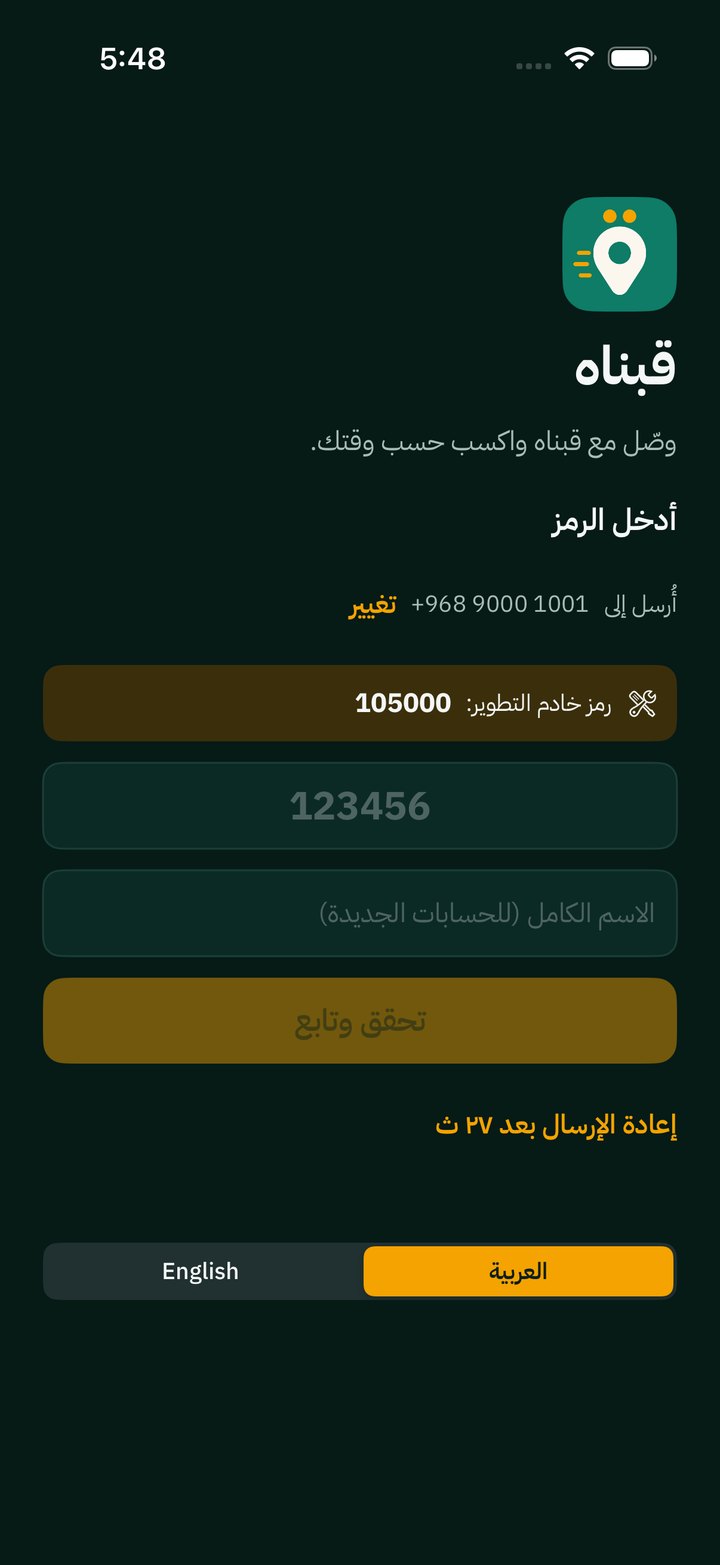 5:48
قبناه
وصّل مع قبناه واكسب حسب وقتك.
أدخل الرمز
أُرسل إلى +968 9000 1001 تغيير
رمز خادم التطوير: 105000
123456
الاسم الكامل (للحسابات الجديدة)
تحقق وتابع
إعادة الإرسال بعد ٢٧ ث
العربية
English